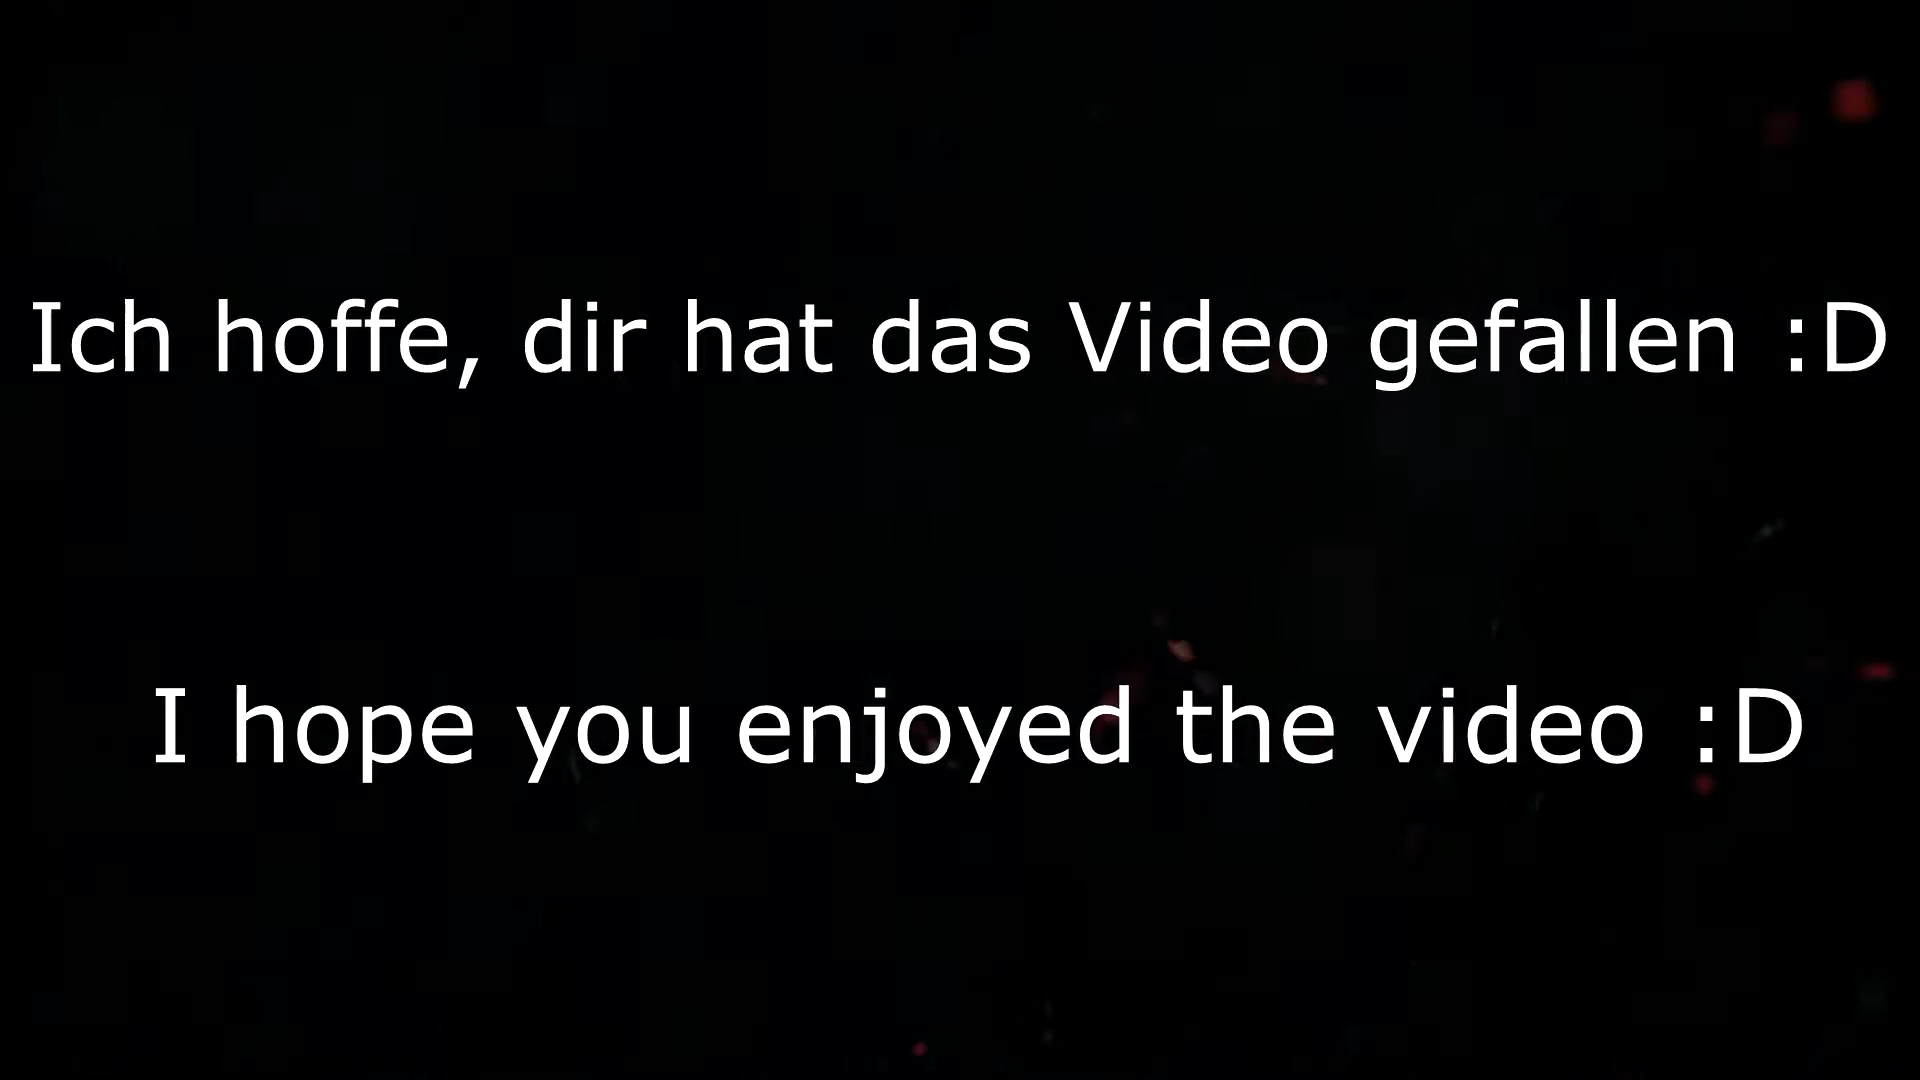 Ich hoffe, dir hat das Video gefallen :D
I hope you enjoyed the video :D